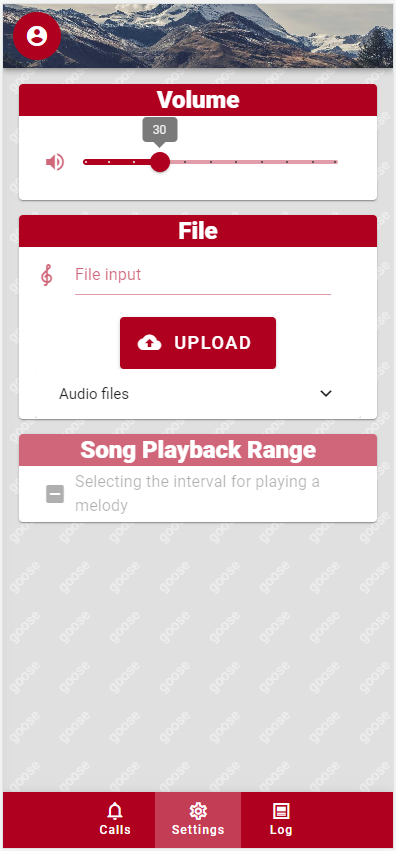 Volume
30
File
File input
UPLOAD
Audio files
Song Playback Range
Selecting the interval for playing a
melody
goose
Calls
Settings
Log